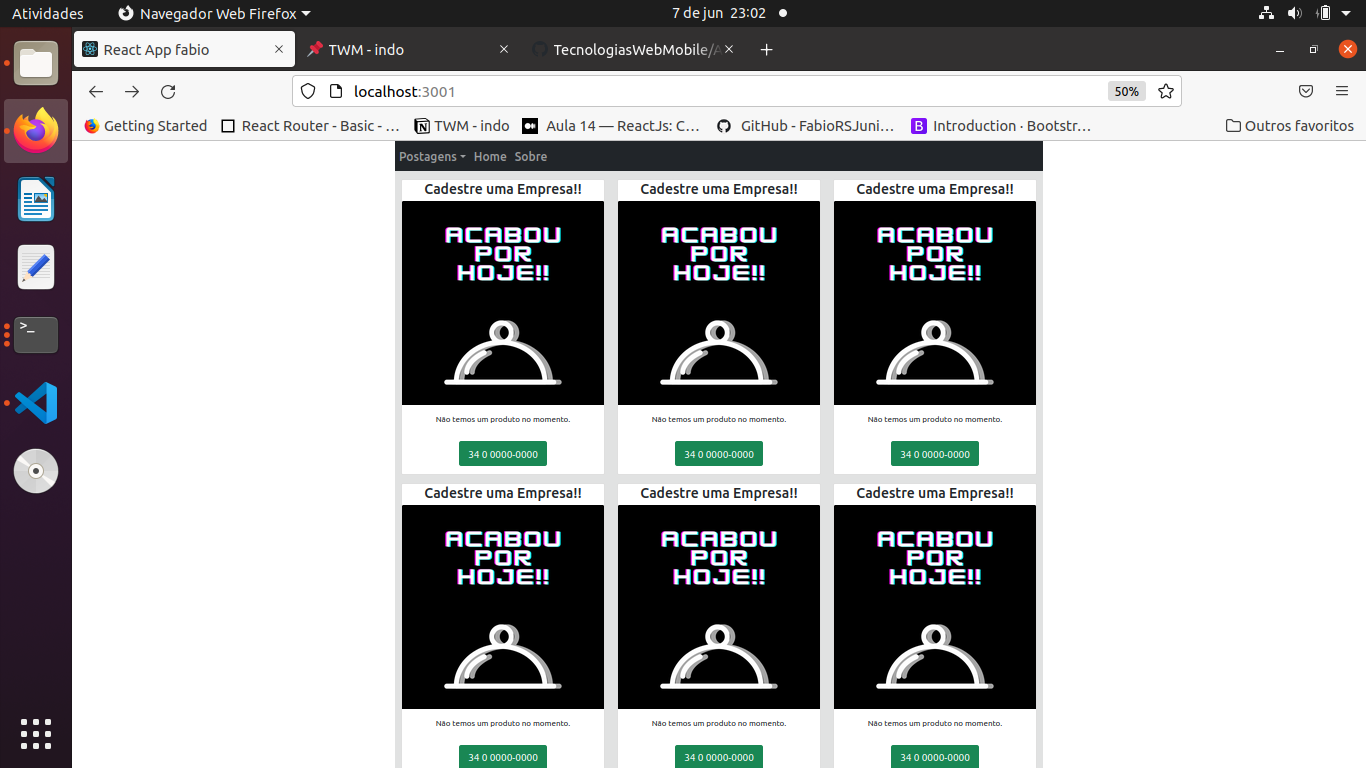 Atividades
Navegador Web Firefox
7 de jun 23:02
React App fabio
TWM - indo
TecnologiasWebMobile/A
localhost:3001
50%
Getting Started
React Router - Basic - …
TWM - indo
Aula 14 — ReactJs: C…
GitHub - FabioRSJuni…
Introduction · Bootstr…
Outros favoritos
Postagens
Home
Sobre
Cadestre uma Empresa!!
Cadestre uma Empresa!!
Cadestre uma Empresa!!
ACABOU
POR
HOJE!!
ACABOU
POR
HOJE!!
ACABOU
POR
HOJE!!
Não temos um produto no momento.
Não temos um produto no momento.
Não temos um produto no momento.
34 0 0000-0000
34 0 0000-0000
34 0 0000-0000
Cadestre uma Empresa!!
Cadestre uma Empresa!!
Cadestre uma Empresa!!
ACABOU
POR
HOJE!!
ACABOU
POR
HOJE!!
ACABOU
POR
HOJE!!
Não temos um produto no momento.
Não temos um produto no momento.
Não temos um produto no momento.
34 0 0000-0000
34 0 0000-0000
34 0 0000-0000